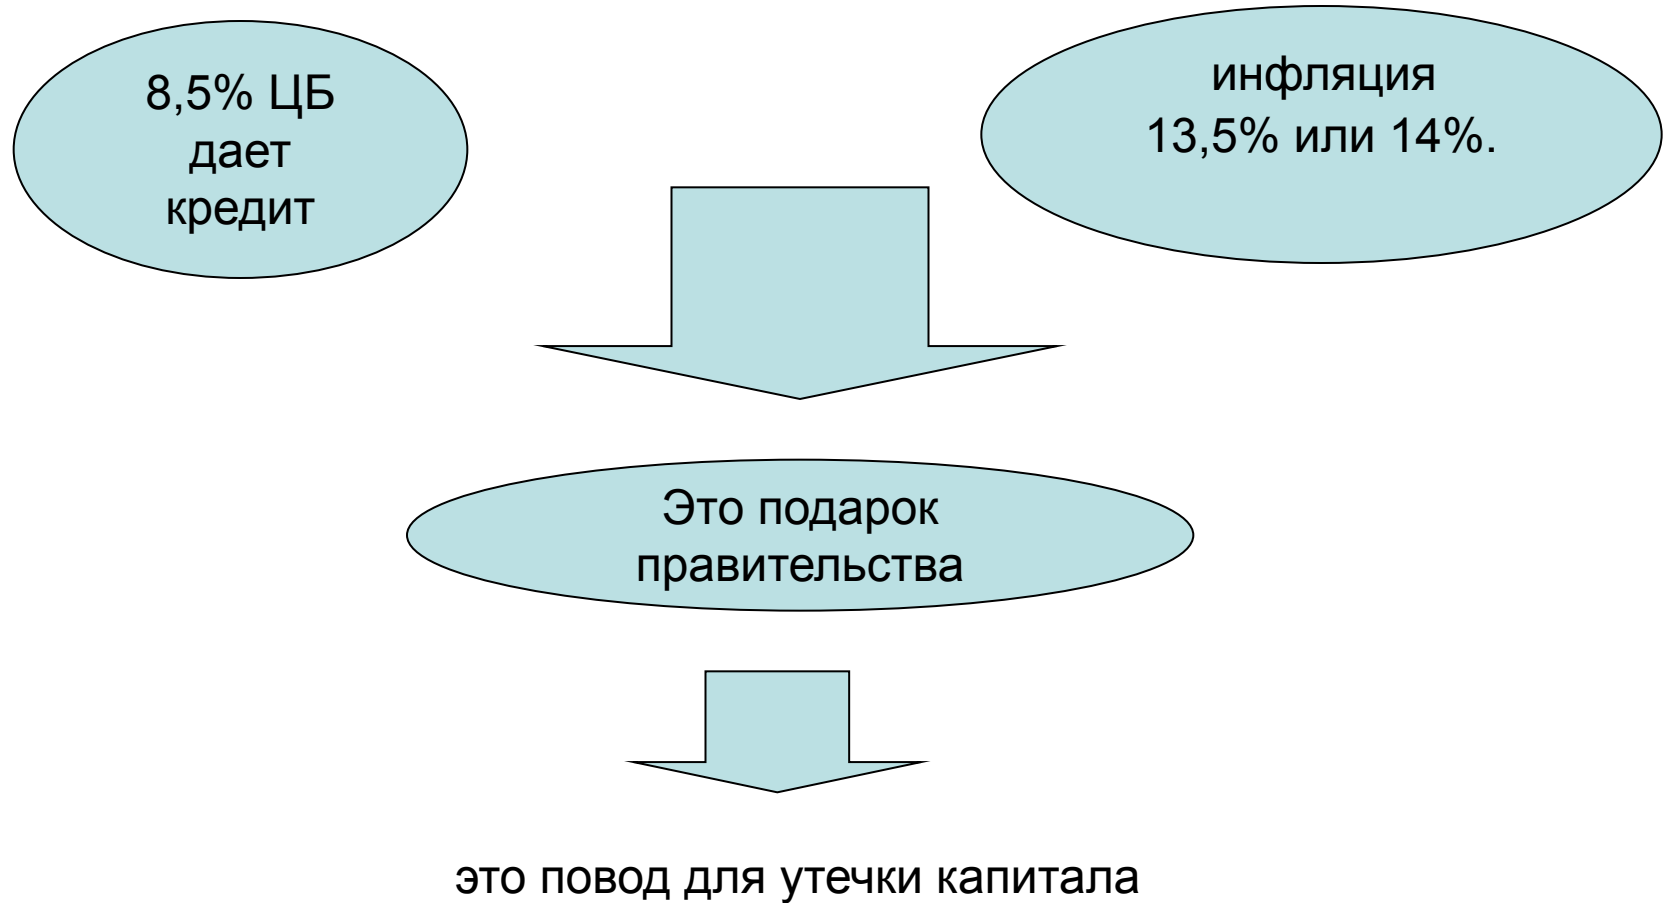 8,5% ЦБ
дает
кредит
инфляция
13,5% или 14%.
Это подарок
правительства
это повод для утечки капитала